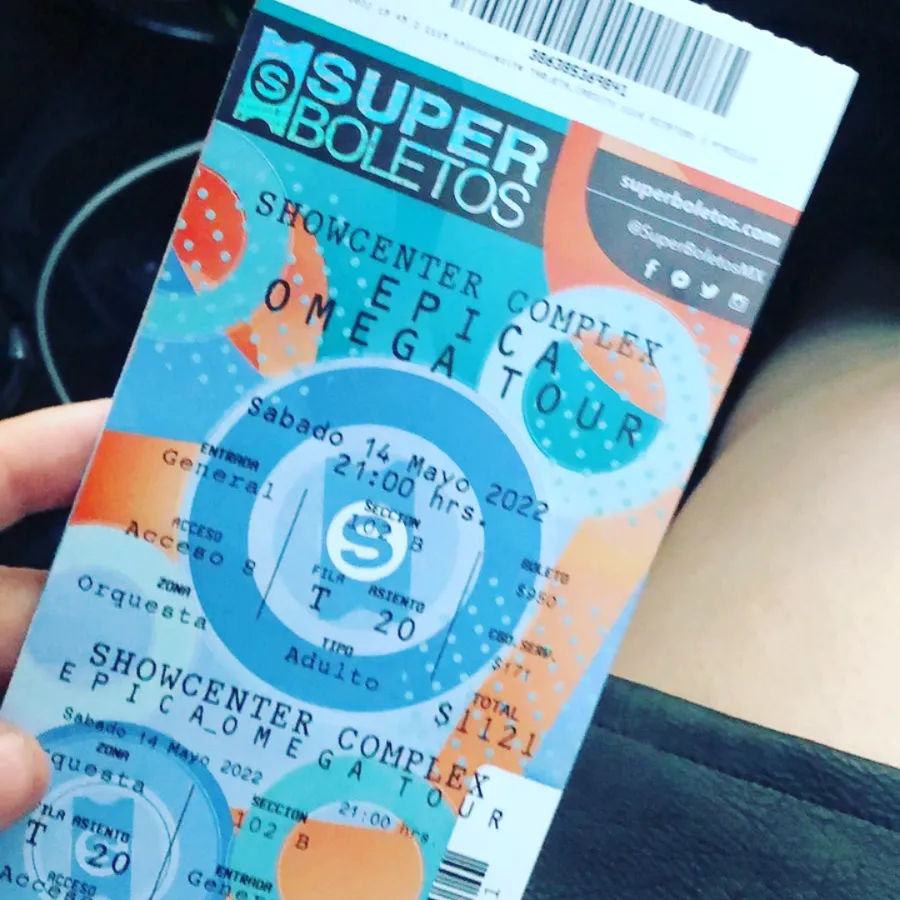 386385369841
SUPER
BOLETOS
superboletos.com
@SuperBoletosMX
SHOWCENTER COMPLEX
EPICA
OMEGA TOUR
Sabado 14 Mayo 2022
21:00 hrs.
ENTRADA
General
SECCION
102 B
BOLETO
$950
ACCESO
Acceso 8
FILA
T
ASIENTO
20
CGO.SERV.
$171
ZONA
Orquesta
TIPO
Adulto
TOTAL
$1121
SHOWCENTER COMPLEX
EPICA_OMEGA TOUR
Sabado 14 Mayo 2022
21:00 hrs.
ZONA
questa
SECCION
102 B
FILA
T
ASIENTO
20
ENTRADA
ACCESO